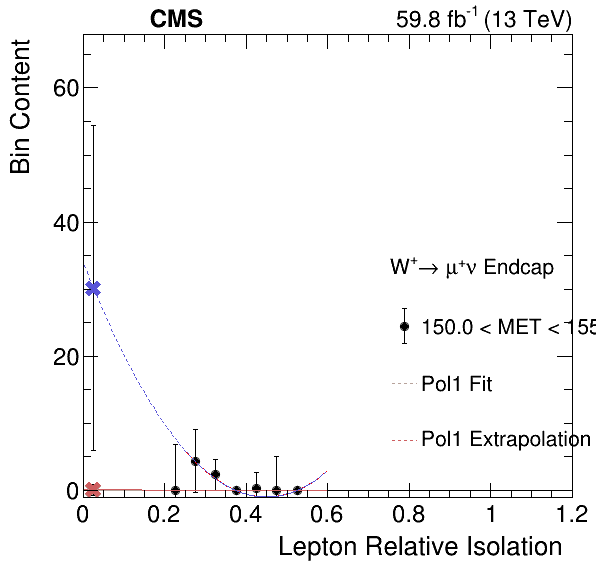 CMS
59.8 fb⁻¹ (13 TeV)
Bin Content
60
40
20
0
W⁺→ μ⁺ν Endcap
150.0 < MET < 155
Pol1 Fit
Pol1 Extrapolation
0 0.2 0.4 0.6 0.8 1 1.2
Lepton Relative Isolation